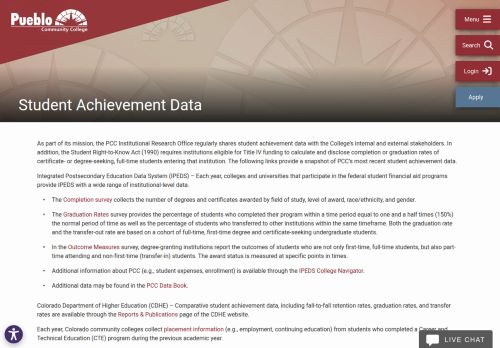 Pueblo
Community College
Menu
Search
Login
Apply
Student Achievement Data
As part of its mission, the PCC Institutional Research Office regularly shares student achievement data with the College's internal and external stakeholders. In
addition, the Student Right-to-Know Act (1990) requires institutions eligible for Title IV funding to calculate and disclose completion or graduation rates of
certificate- or degree-seeking, full-time students entering that institution. The following links provide a snapshot of PCC's most recent student achievement data.
Integrated Postsecondary Education Data System (IPEDS) – Each year, colleges and universities that participate in the federal student financial aid programs
provide IPEDS with a wide range of institutional-level data.
• The Completion survey collects the number of degrees and certificates awarded by field of study, level of award, race/ethnicity, and gender.
• The Graduation Rates survey provides the percentage of students who completed their program within a time period equal to one and a half times (150%)
the normal period of time as well as the percentage of students who transferred to other institutions within the same timeframe. Both the graduation rate
and the transfer-out rate are based on a cohort of full-time, first-time degree and certificate-seeking undergraduate students.
• In the Outcome Measures survey, degree-granting institutions report the outcomes of students who are not only first-time, full-time students, but also part-
time attending and non-first-time (transfer-in) students. The award status is measured at specific points in times.
• Additional information about PCC (e.g., student expenses, enrollment) is available through the IPEDS College Navigator.
• Additional data may be found in the PCC Data Book.
Colorado Department of Higher Education (CDHE) – Comparative student achievement data, including fall-to-fall retention rates, graduation rates, and transfer
rates are available through the Reports & Publications page of the CDHE website.
Each year, Colorado community colleges collect placement information (e.g., employment, continuing education) from students who completed a Career and
Technical Education (CTE) program during the previous academic year.
LIVE CHAT